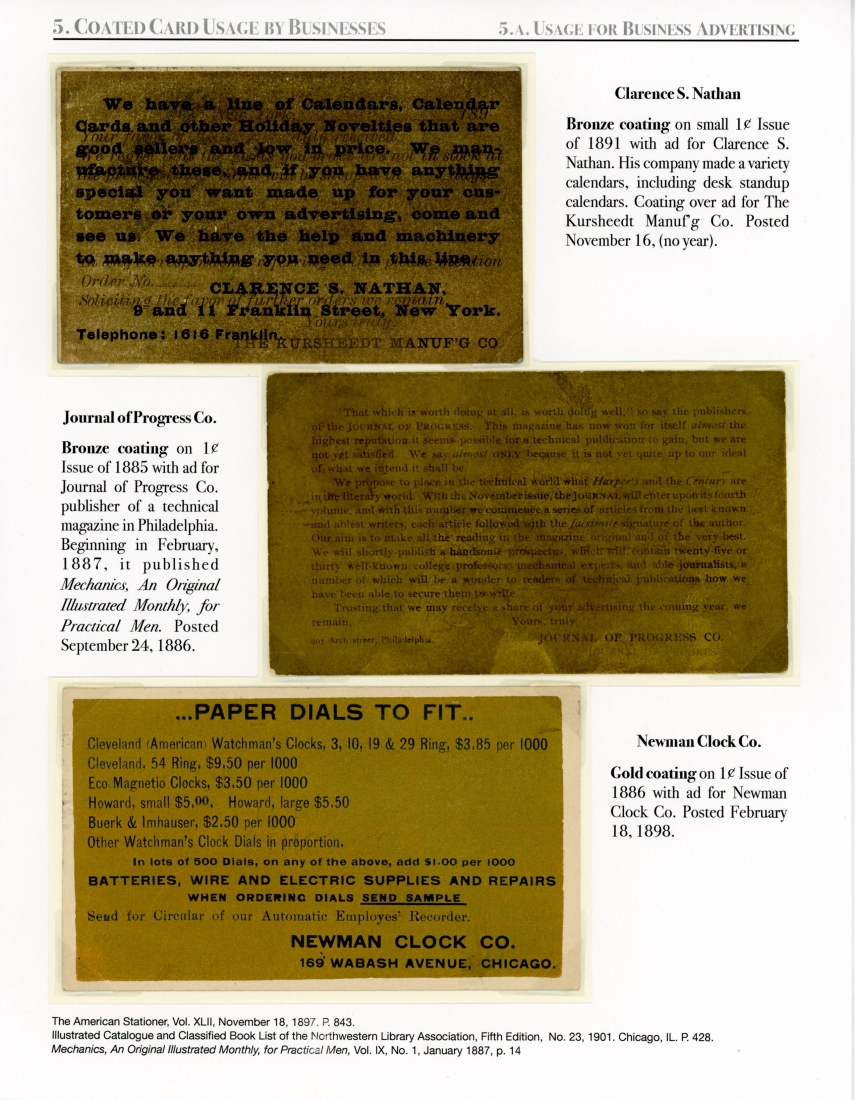 5. COATED CARD USAGE BY BUSINESSES
5.A. USAGE FOR BUSINESS ADVERTISING
We have a line of Calendars, Calendar
Cards and other Holiday Novelties that are
good sellers and low in price. We man-
ufacture these, and if you have anything
special you want made up for your cus-
tomers or your own advertising, come and
see us. We have the help and machinery
to make anything you need in this line.
Order No.
CLARENCE S. NATHAN,
Soliciting the favor of further orders we remain,
9 and 11 Franklin Street, New York.
Yours truly,
Telephone: 1616 Franklin.
THE KURSHEEDT MANUF'G CO.
Clarence S. Nathan
Bronze coating on small 1¢ Issue
of 1891 with ad for Clarence S.
Nathan. His company made a variety
calendars, including desk standup
calendars. Coating over ad for The
Kursheedt Manuf'g Co. Posted
November 16, (no year).
Journal of Progress Co.
Bronze coating on 1¢
Issue of 1885 with ad for
Journal of Progress Co.
publisher of a technical
magazine in Philadelphia.
Beginning in February,
1887, it published
Mechanics, An Original
Illustrated Monthly, for
Practical Men. Posted
September 24, 1886.
"That which is worth doing at all, is worth doing well," so say the publishers
of the JOURNAL OF PROGRESS. This magazine has now won for itself almost the
highest reputation it seems possible for a technical publication to gain, but we are
not yet satisfied. We say almost ONLY because it is not yet quite up to our ideal
of what we intend it shall be.
We propose to place in the technical world what Harper's and the Century are
in the literary world. With the November issue, the JOURNAL will enter upon its fourth
volume, and with this number we commence a series of articles from the best known
and ablest writers, each article followed with the facsimile signature of the author.
Our aim is to make all the reading in the magazine original and of the very best.
We will shortly publish a handsome prospectus, which will contain twenty-five or
thirty well-known college professors, mechanical experts, and able journalists, a
number of which will be a wonder to readers of technical publications how we
have been able to secure them to write.
Trusting that we may receive a share of your advertising the coming year, we
remain, Yours truly,
907 Arch street, Philadelphia. JOURNAL OF PROGRESS CO.
...PAPER DIALS TO FIT..
Cleveland (American) Watchman's Clocks, 3, 10, 19 & 29 Ring, $3.85 per 1000
Cleveland, 54 Ring, $9.50 per 1000
Eco Magnetio Clocks, $3.50 per 1000
Howard, small $5.00. Howard, large $5.50
Buerk & Imhauser, $2.50 per 1000
Other Watchman's Clock Dials in proportion.
In lots of 500 Dials, on any of the above, add $1.00 per 1000
BATTERIES, WIRE AND ELECTRIC SUPPLIES AND REPAIRS
WHEN ORDERING DIALS SEND SAMPLE
Send for Circular of our Automatic Employes' Recorder.
NEWMAN CLOCK CO.
169 WABASH AVENUE, CHICAGO.
Newman Clock Co.
Gold coating on 1¢ Issue of
1886 with ad for Newman
Clock Co. Posted February
18, 1898.
The American Stationer, Vol. XLII, November 18, 1897. P. 843.
Illustrated Catalogue and Classified Book List of the Northwestern Library Association, Fifth Edition, No. 23, 1901. Chicago, IL. P. 428.
Mechanics, An Original Illustrated Monthly, for Practical Men, Vol. IX, No. 1, January 1887, p. 14